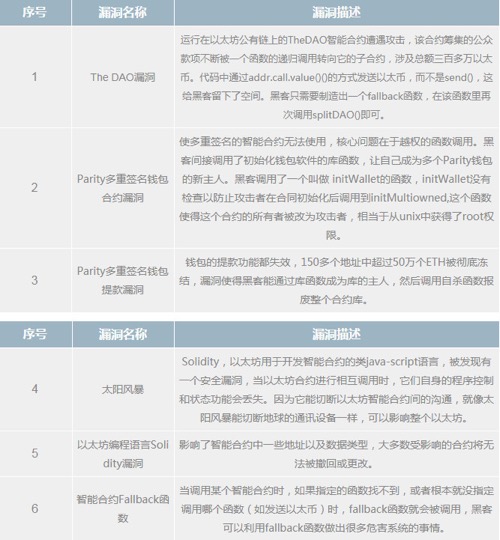 序号 漏洞名称 漏洞描述
1 The DAO漏洞
运行在以太坊公有链上的TheDAO智能合约遭遇攻击，该合约筹集的公众
款项不断被一个函数的递归调用转向它的子合约，涉及总额三百多万以太
币。代码中通过addr.call.value()()的方式发送以太币，而不是send()，这
给黑客留下了空间。黑客只需要制造出一个fallback函数，在该函数里再
次调用splitDAO()即可。
2 Parity多重签名钱包
合约漏洞
使多重签名的智能合约无法使用，核心问题在于越权的函数调用。黑
客间接调用了初始化钱包软件的库函数，让自己成为多个Parity钱包
的新主人。黑客调用了一个叫做 initWallet的函数，initWallet没有
检查以防止攻击者在合同初始化后调用到initMultiowned,这个函数
使得这个合约的所有者被改为攻击者，相当于从unix中获得了root权
限。
3 Parity多重签名钱包
提款漏洞
钱包的提款功能都失效，150多个地址中超过50万个ETH被彻底冻
结，漏洞使得黑客能通过库函数成为库的主人，然后调用自杀函数报
废整个合约库。
序号 漏洞名称 漏洞描述
4 太阳风暴
Solidity，以太坊用于开发智能合约的类java-script语言，被发现有
一个安全漏洞，当以太坊合约进行相互调用时，它们自身的程序控制
和状态功能会丢失。因为它能切断以太坊智能合约间的沟通，就像太
阳风暴能切断地球的通讯设备一样，可以影响整个以太坊。
5 以太坊编程语言Soli
dity漏洞
影响了智能合约中一些地址以及数据类型，大多数受影响的合约将无
法被撤回或更改。
6 智能合约Fallback函
数
当调用某个智能合约时，如果指定的函数找不到，或者根本就没指定
调用哪个函数（如发送以太币）时，fallback函数就会被调用，黑客
可以利用fallback函数做出很多危害系统的事情。